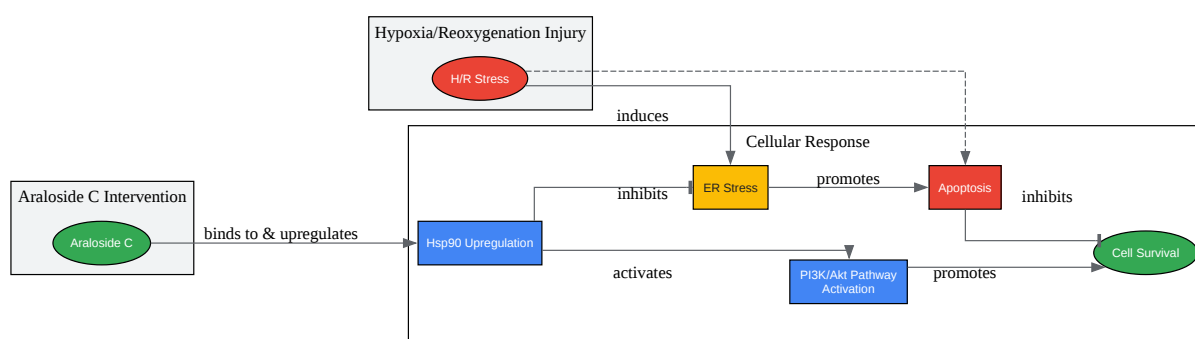 Hypoxia/Reoxygenation Injury
H/R Stress
induces
Cellular Response
Araloside C Intervention
Araloside C
binds to & upregulates
Hsp90 Upregulation
inhibits
ER Stress
promotes
Apoptosis
inhibits
activates
PI3K/Akt Pathway
Activation
promotes
Cell Survival